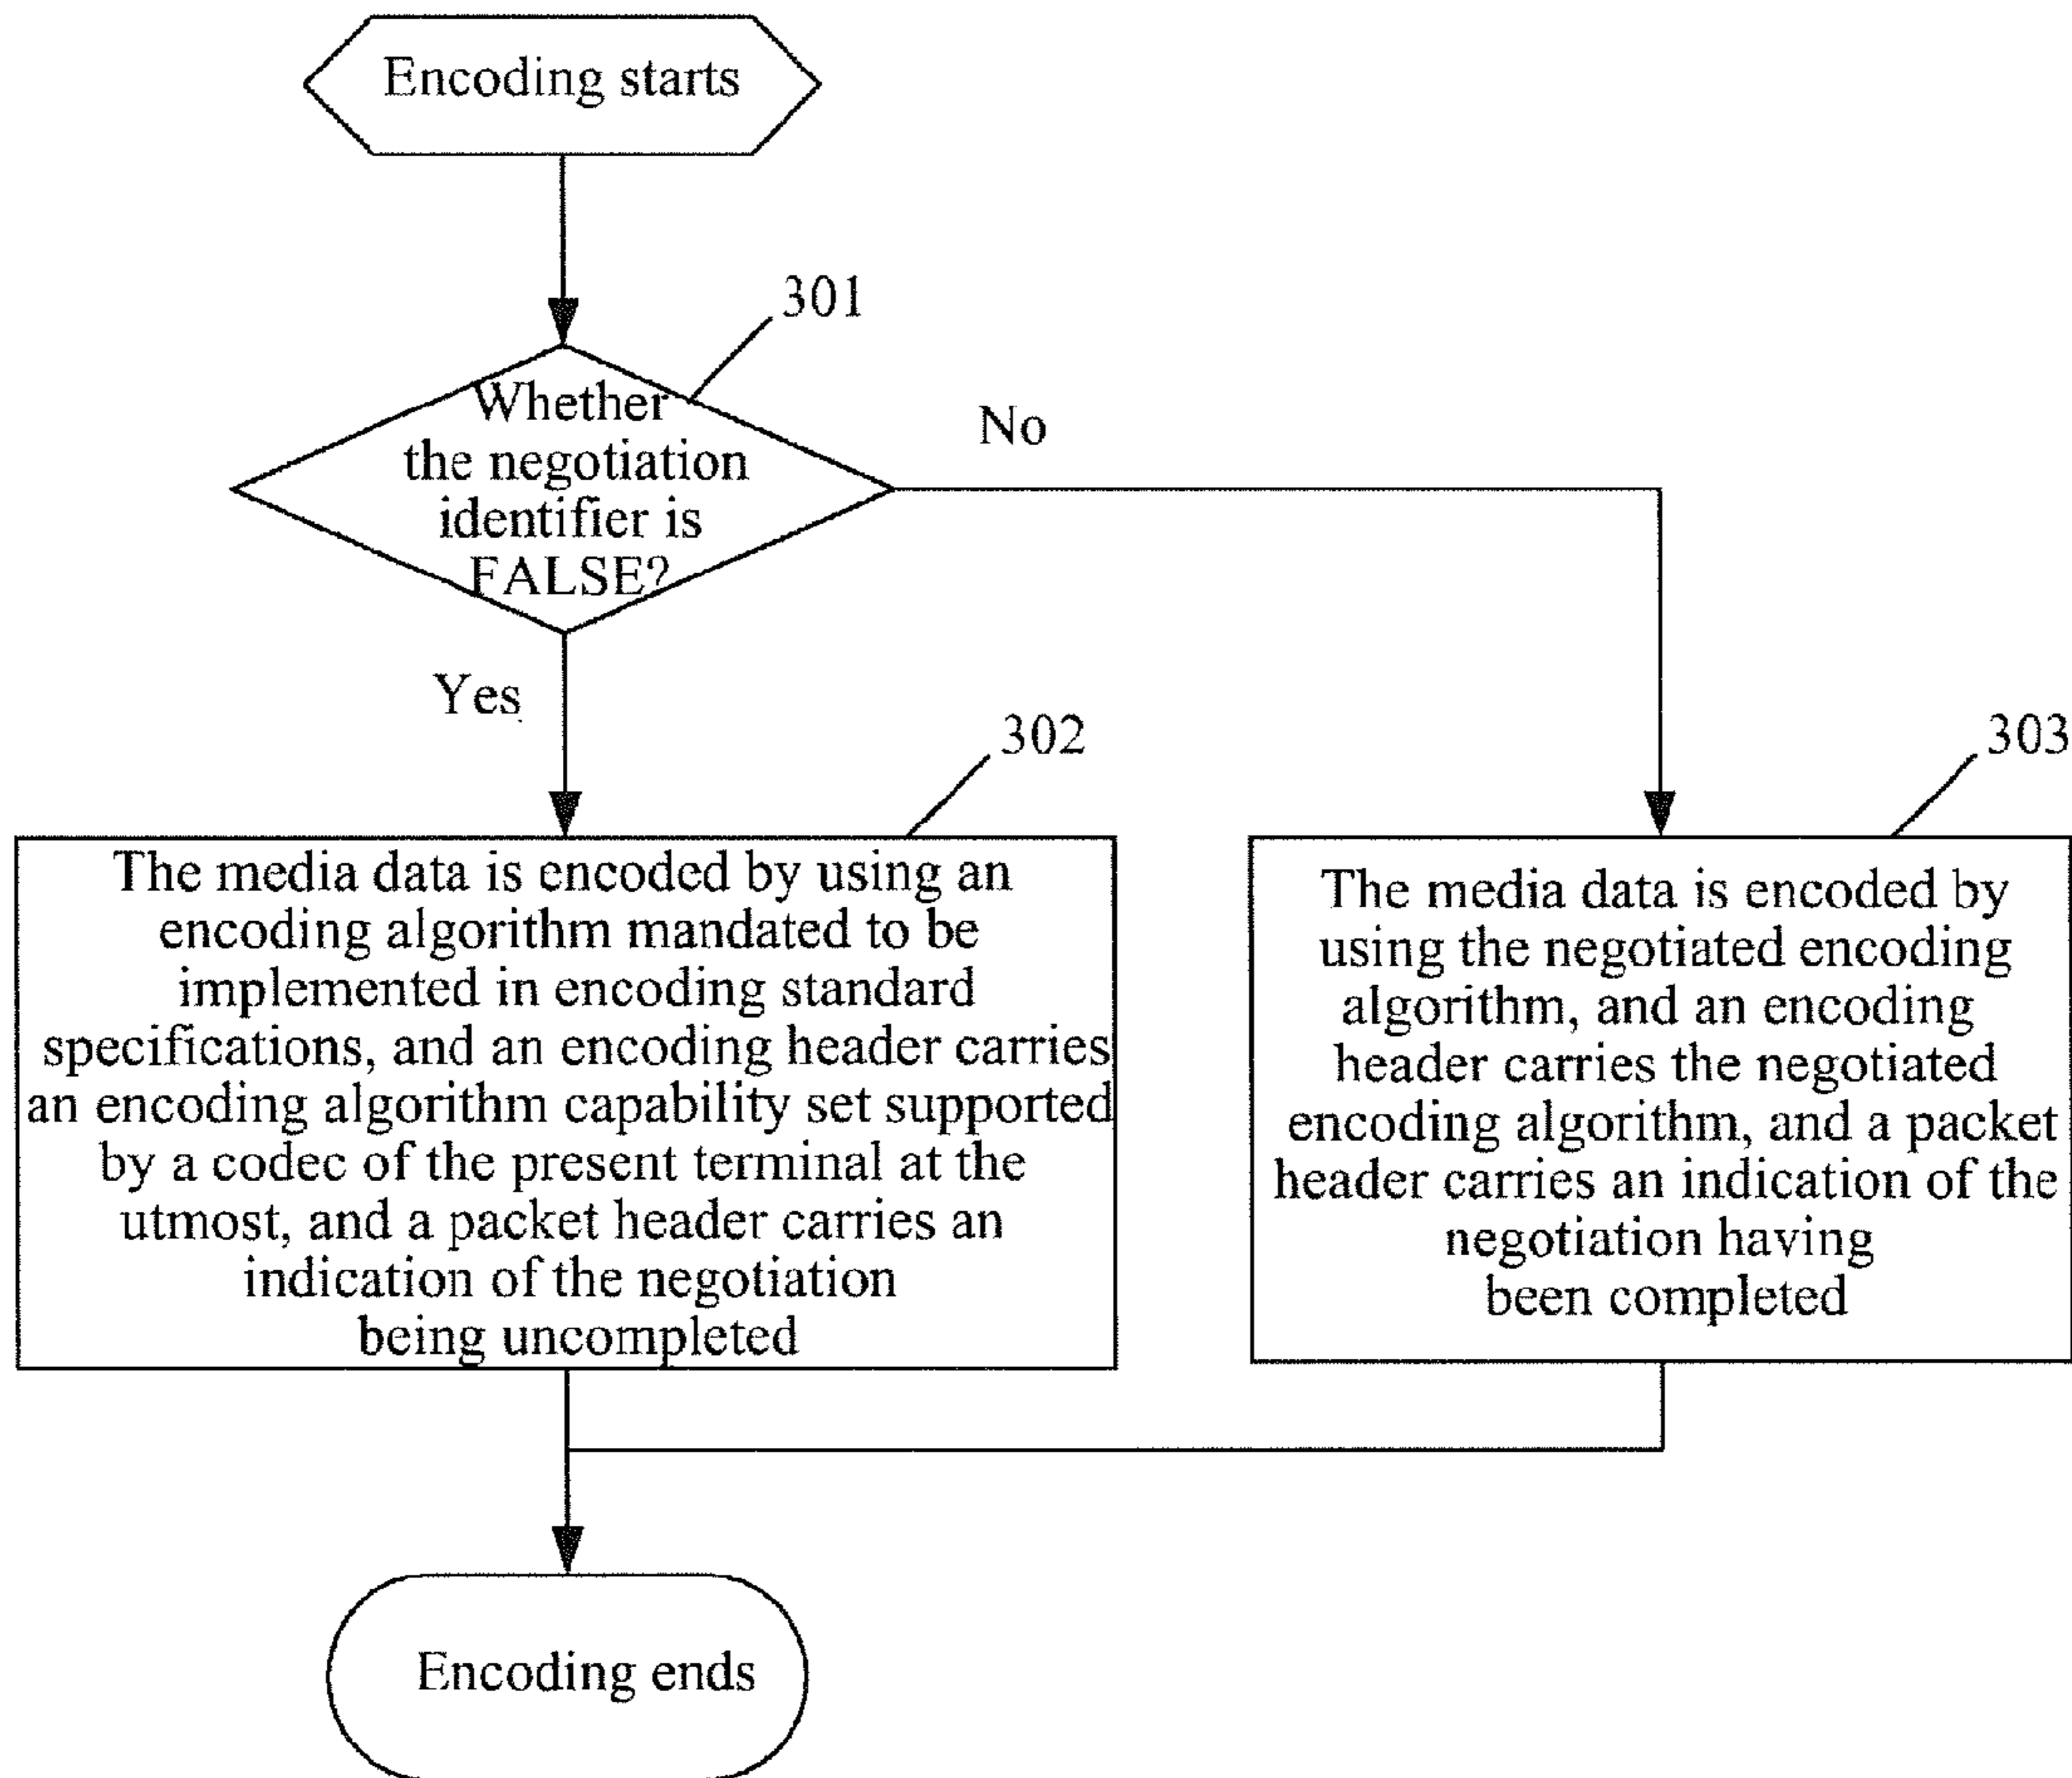 Encoding starts
301
Whether
the negotiation
identifier is
FALSE?
No
Yes
302
303
The media data is encoded by using an
encoding algorithm mandated to be
implemented in encoding standard
specifications, and an encoding header carries
an encoding algorithm capability set supported
by a codec of the present terminal at the
utmost, and a packet header carries an
indication of the negotiation
being uncompleted
The media data is encoded by
using the negotiated encoding
algorithm, and an encoding
header carries the negotiated
encoding algorithm, and a packet
header carries an indication of the
negotiation having
been completed
Encoding ends